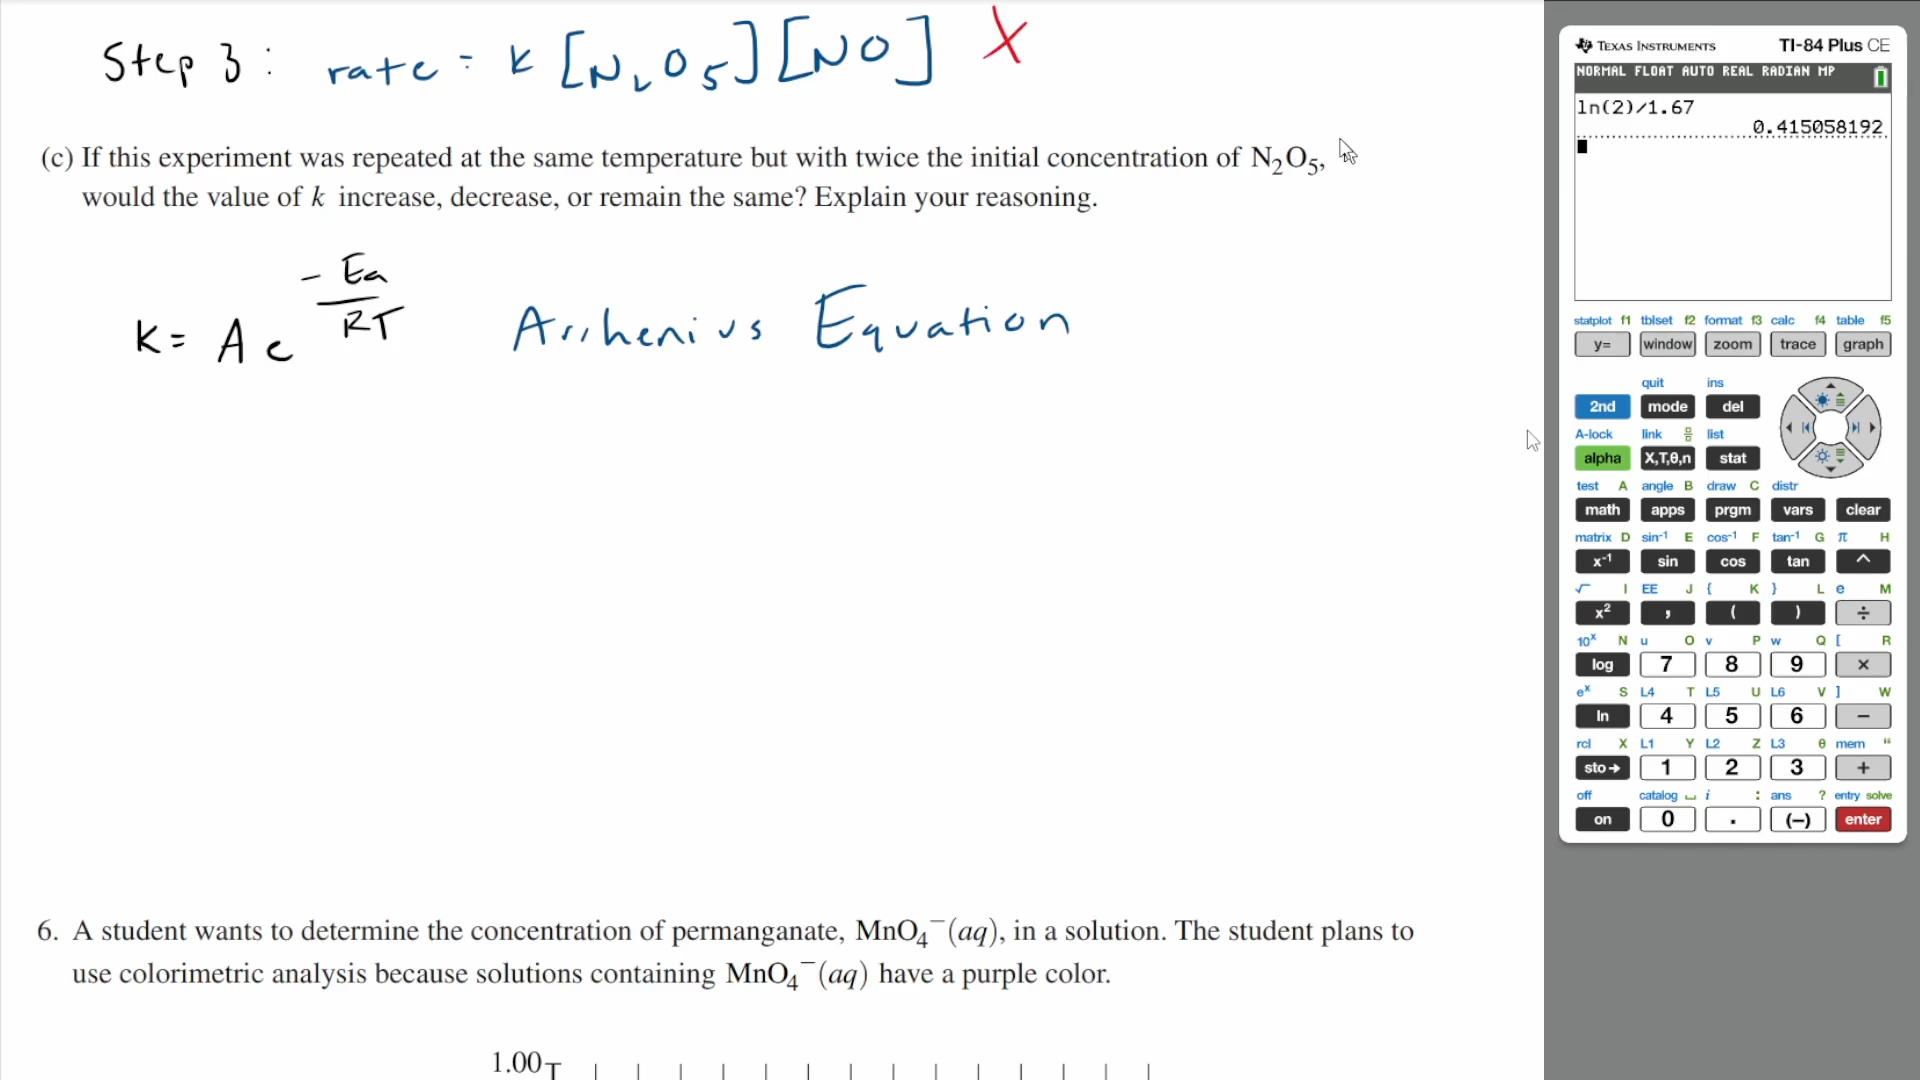 Step 3 : rate = k [N₂O₅][NO] X
(c) If this experiment was repeated at the same temperature but with twice the initial concentration of N₂O₅,
would the value of k increase, decrease, or remain the same? Explain your reasoning.
k = A e^(-Ea/RT) Arrhenius Equation
6. A student wants to determine the concentration of permanganate, MnO₄⁻(aq), in a solution. The student plans to
use colorimetric analysis because solutions containing MnO₄⁻(aq) have a purple color.
1.00
TEXAS INSTRUMENTS TI-84 Plus CE
NORMAL FLOAT AUTO REAL RADIAN MP
ln(2)/1.67
0.415058192
statplot f1 tblset f2 format f3 calc f4 table f5
y= window zoom trace graph
quit ins
2nd mode del
A-lock link list
alpha X,T,θ,n stat
test A angle B draw C distr
math apps prgm vars clear
matrix D sin⁻¹ E cos⁻¹ F tan⁻¹ G π H
x⁻¹ sin cos tan ^
√ I EE J { K } L e M
x² , ( ) ÷
10ˣ N u O v P w Q [ R
log 7 8 9 ×
eˣ S L4 T L5 U L6 V ] W
ln 4 5 6 −
rcl X L1 Y L2 Z L3 θ mem "
sto→ 1 2 3 +
off catalog ⎵ i : ans ? entry solve
on 0 . (−) enter